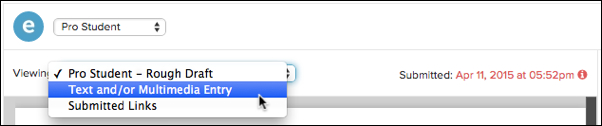 e Pro Student
Viewing ✓ Pro Student – Rough Draft Submitted: Apr 11, 2015 at 05:52pm
Text and/or Multimedia Entry
Submitted Links